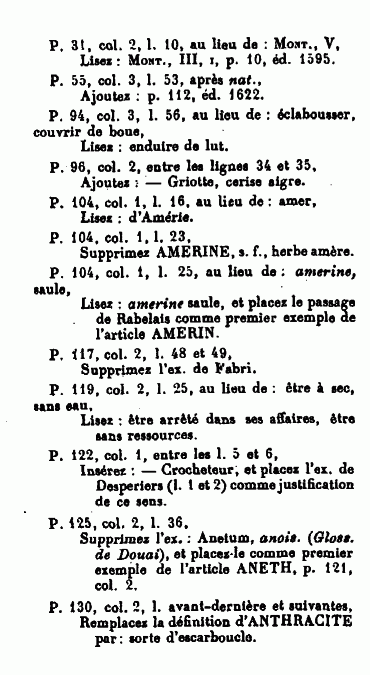 P. 31, col. 2, l. 10, au lieu de : MONT., V,
Lisez : MONT., III, I, p. 10, éd. 1595.
P. 55, col. 3, l. 53, après nat.,
Ajoutez : p. 112, éd. 1622.
P. 94, col. 3, l. 56, au lieu de : éclabousser,
couvrir de boue,
Lisez : enduire de lut.
P. 96, col. 2, entre les lignes 34 et 35,
Ajoutez : — Griotte, cerise aigre.
P. 104, col. 1, l. 16, au lieu de : amer,
Lisez : d'Amérie.
P. 104, col. 1, l. 23,
Supprimez AMERINE, s. f., herbe amère.
P. 104, col. 1, l. 25, au lieu de : amerine,
saule,
Lisez : amerine saule, et placez le passage
de Rabelais comme premier exemple de
l'article AMERIN.
P. 117, col. 2, l. 48 et 49,
Supprimez l'ex. de Fabri.
P. 119, col. 2, l. 25, au lieu de : être à sec,
sans eau,
Lisez : être arrêté dans ses affaires, être
sans ressources.
P. 122, col. 1, entre les l. 5 et 6,
Insérez : — Crocheteur, et placez l'ex. de
Desperiers (l. 1 et 2) comme justification
de ce sens.
P. 125, col. 2, l. 36,
Supprimez l'ex. : Anetum, anois. (Gloss.
de Douai), et placez-le comme premier
exemple de l'article ANETH, p. 121,
col. 2.
P. 130, col. 2, l. avant-dernière et suivantes,
Remplacez la définition d'ANTHRACITE
par : sorte d'escarboucle.